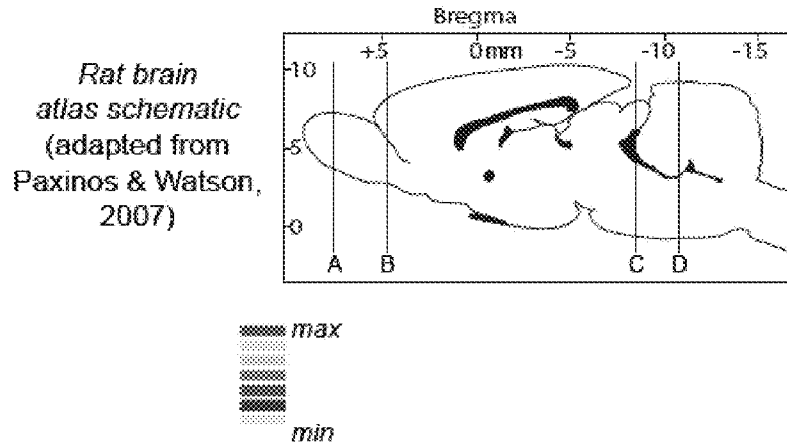 Bregma
+5 0mm -5 -10 -15
Rat brain
atlas schematic
(adapted from
Paxinos & Watson,
2007)
10
5
0
A B C D
max
min